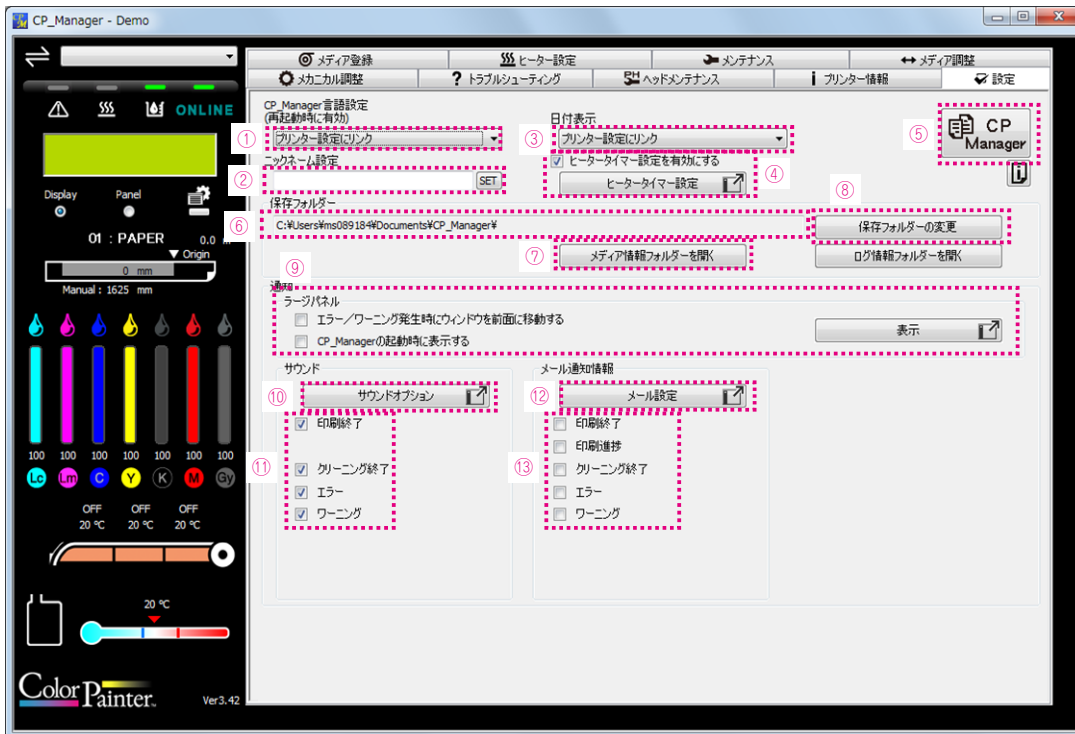 CP_Manager - Demo
メディア登録
ヒーター設定
メンテナンス
メディア調整
メカニカル調整
トラブルシューティング
ヘッドメンテナンス
プリンター情報
設定
ONLINE
Display
Panel
01 : PAPER
0.0
Origin
0 mm
Manual : 1625 mm
100 100 100 100 100 100 100
Lc Lm C Y K M Gy
OFF OFF OFF
20 ℃ 20 ℃ 20 ℃
20 ℃
Color Painter.
Ver3.42
CP_Manager言語設定
(再起動時に有効)
① プリンター設定にリンク
ニックネーム設定
② SET
日付表示
③ プリンター設定にリンク
ヒータータイマー設定を有効にする
ヒータータイマー設定 ④
⑤ CP
Manager
保存フォルダー
⑥ C:¥Users¥ms089184¥Documents¥CP_Manager¥
⑧
保存フォルダーの変更
⑦ メディア情報フォルダーを開く
ログ情報フォルダーを開く
⑨
通知
ラージパネル
エラー/ワーニング発生時にウィンドウを前面に移動する
CP_Managerの起動時に表示する
表示
サウンド
⑩ サウンドオプション
⑪
印刷終了
クリーニング終了
エラー
ワーニング
メール通知情報
⑫ メール設定
⑬
印刷終了
印刷進捗
クリーニング終了
エラー
ワーニング